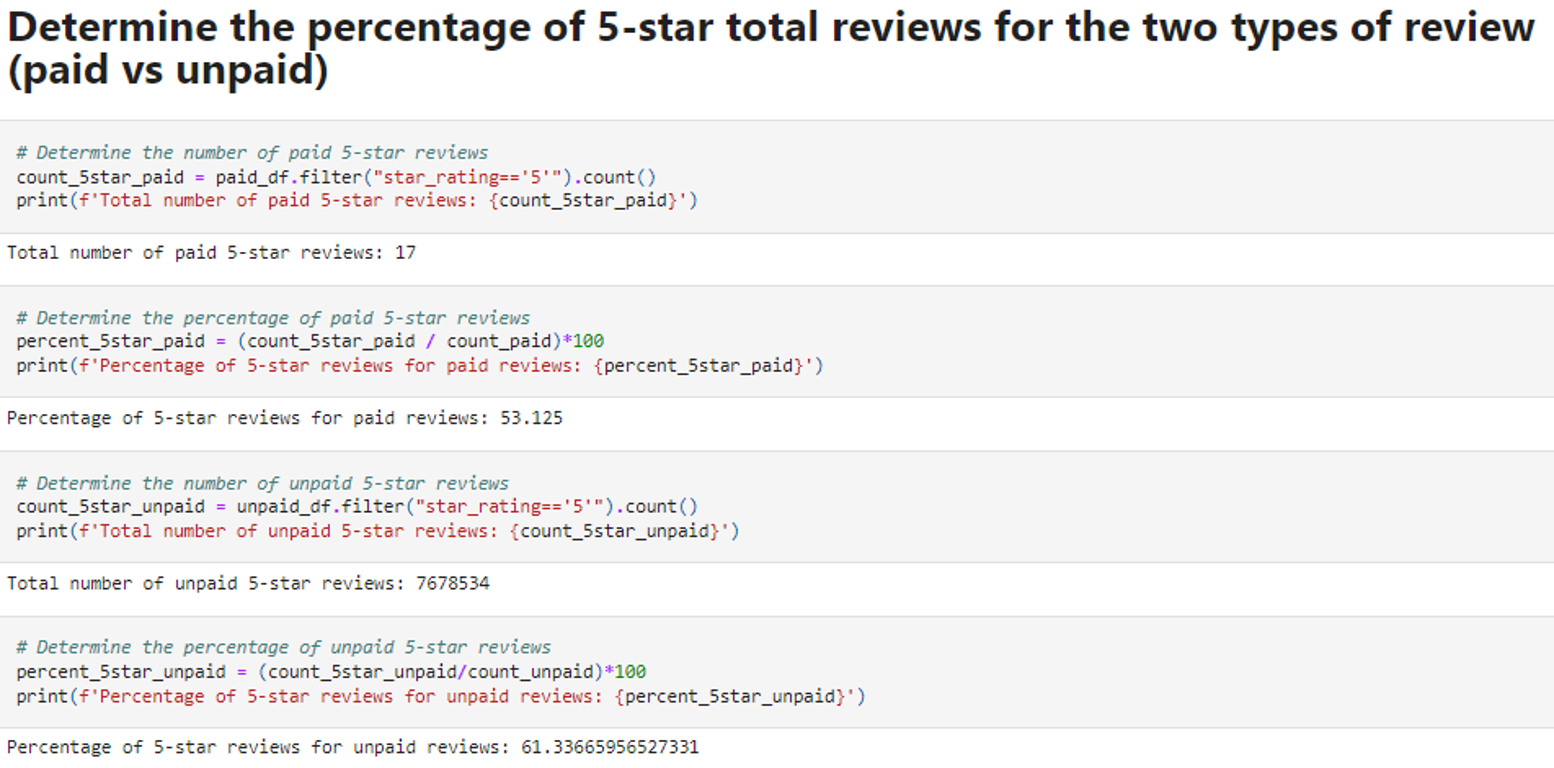 Determine the percentage of 5-star total reviews for the two types of review
(paid vs unpaid)
# Determine the number of paid 5-star reviews
count_5star_paid = paid_df.filter("star_rating=='5'").count()
print(f'Total number of paid 5-star reviews: {count_5star_paid}')
Total number of paid 5-star reviews: 17
# Determine the percentage of paid 5-star reviews
percent_5star_paid = (count_5star_paid / count_paid)*100
print(f'Percentage of 5-star reviews for paid reviews: {percent_5star_paid}')
Percentage of 5-star reviews for paid reviews: 53.125
# Determine the number of unpaid 5-star reviews
count_5star_unpaid = unpaid_df.filter("star_rating=='5'").count()
print(f'Total number of unpaid 5-star reviews: {count_5star_unpaid}')
Total number of unpaid 5-star reviews: 7678534
# Determine the percentage of unpaid 5-star reviews
percent_5star_unpaid = (count_5star_unpaid/count_unpaid)*100
print(f'Percentage of 5-star reviews for unpaid reviews: {percent_5star_unpaid}')
Percentage of 5-star reviews for unpaid reviews: 61.33665956527331